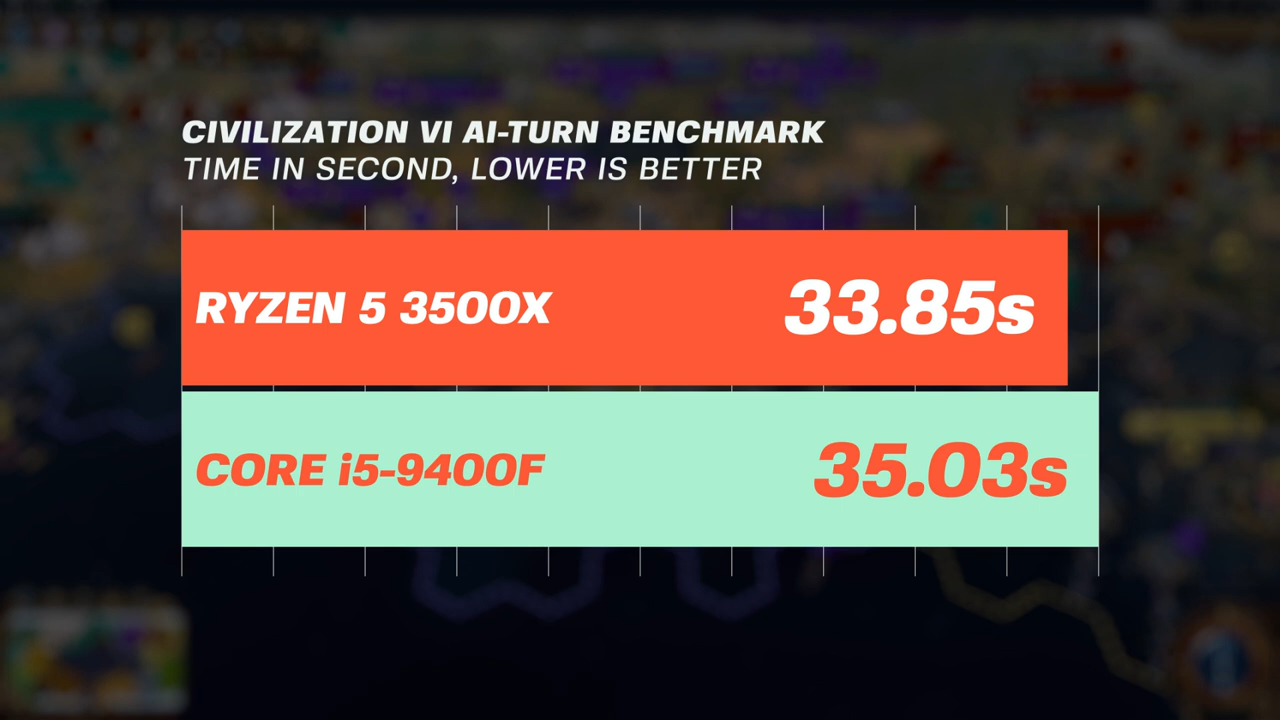 CIVILIZATION VI AI-TURN BENCHMARK
TIME IN SECOND, LOWER IS BETTER
RYZEN 5 3500X 33.85s
CORE i5-9400F 35.03s